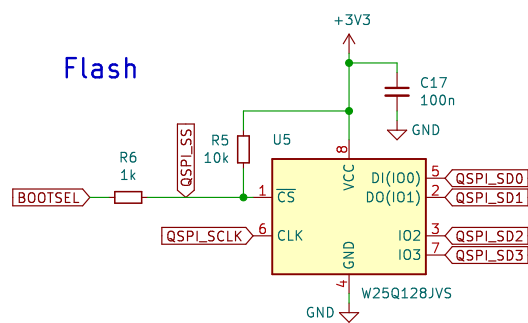 +3V3
Flash
C17
100n
GND
QSPI_SS
R5
10k
U5
8
VCC
R6
1k
BOOTSEL
1
CS
DI(IO0)
5
QSPI_SD0
DO(IO1)
2
QSPI_SD1
QSPI_SCLK
6
CLK
IO2
3
QSPI_SD2
IO3
7
QSPI_SD3
GND
4
W25Q128JVS
GND